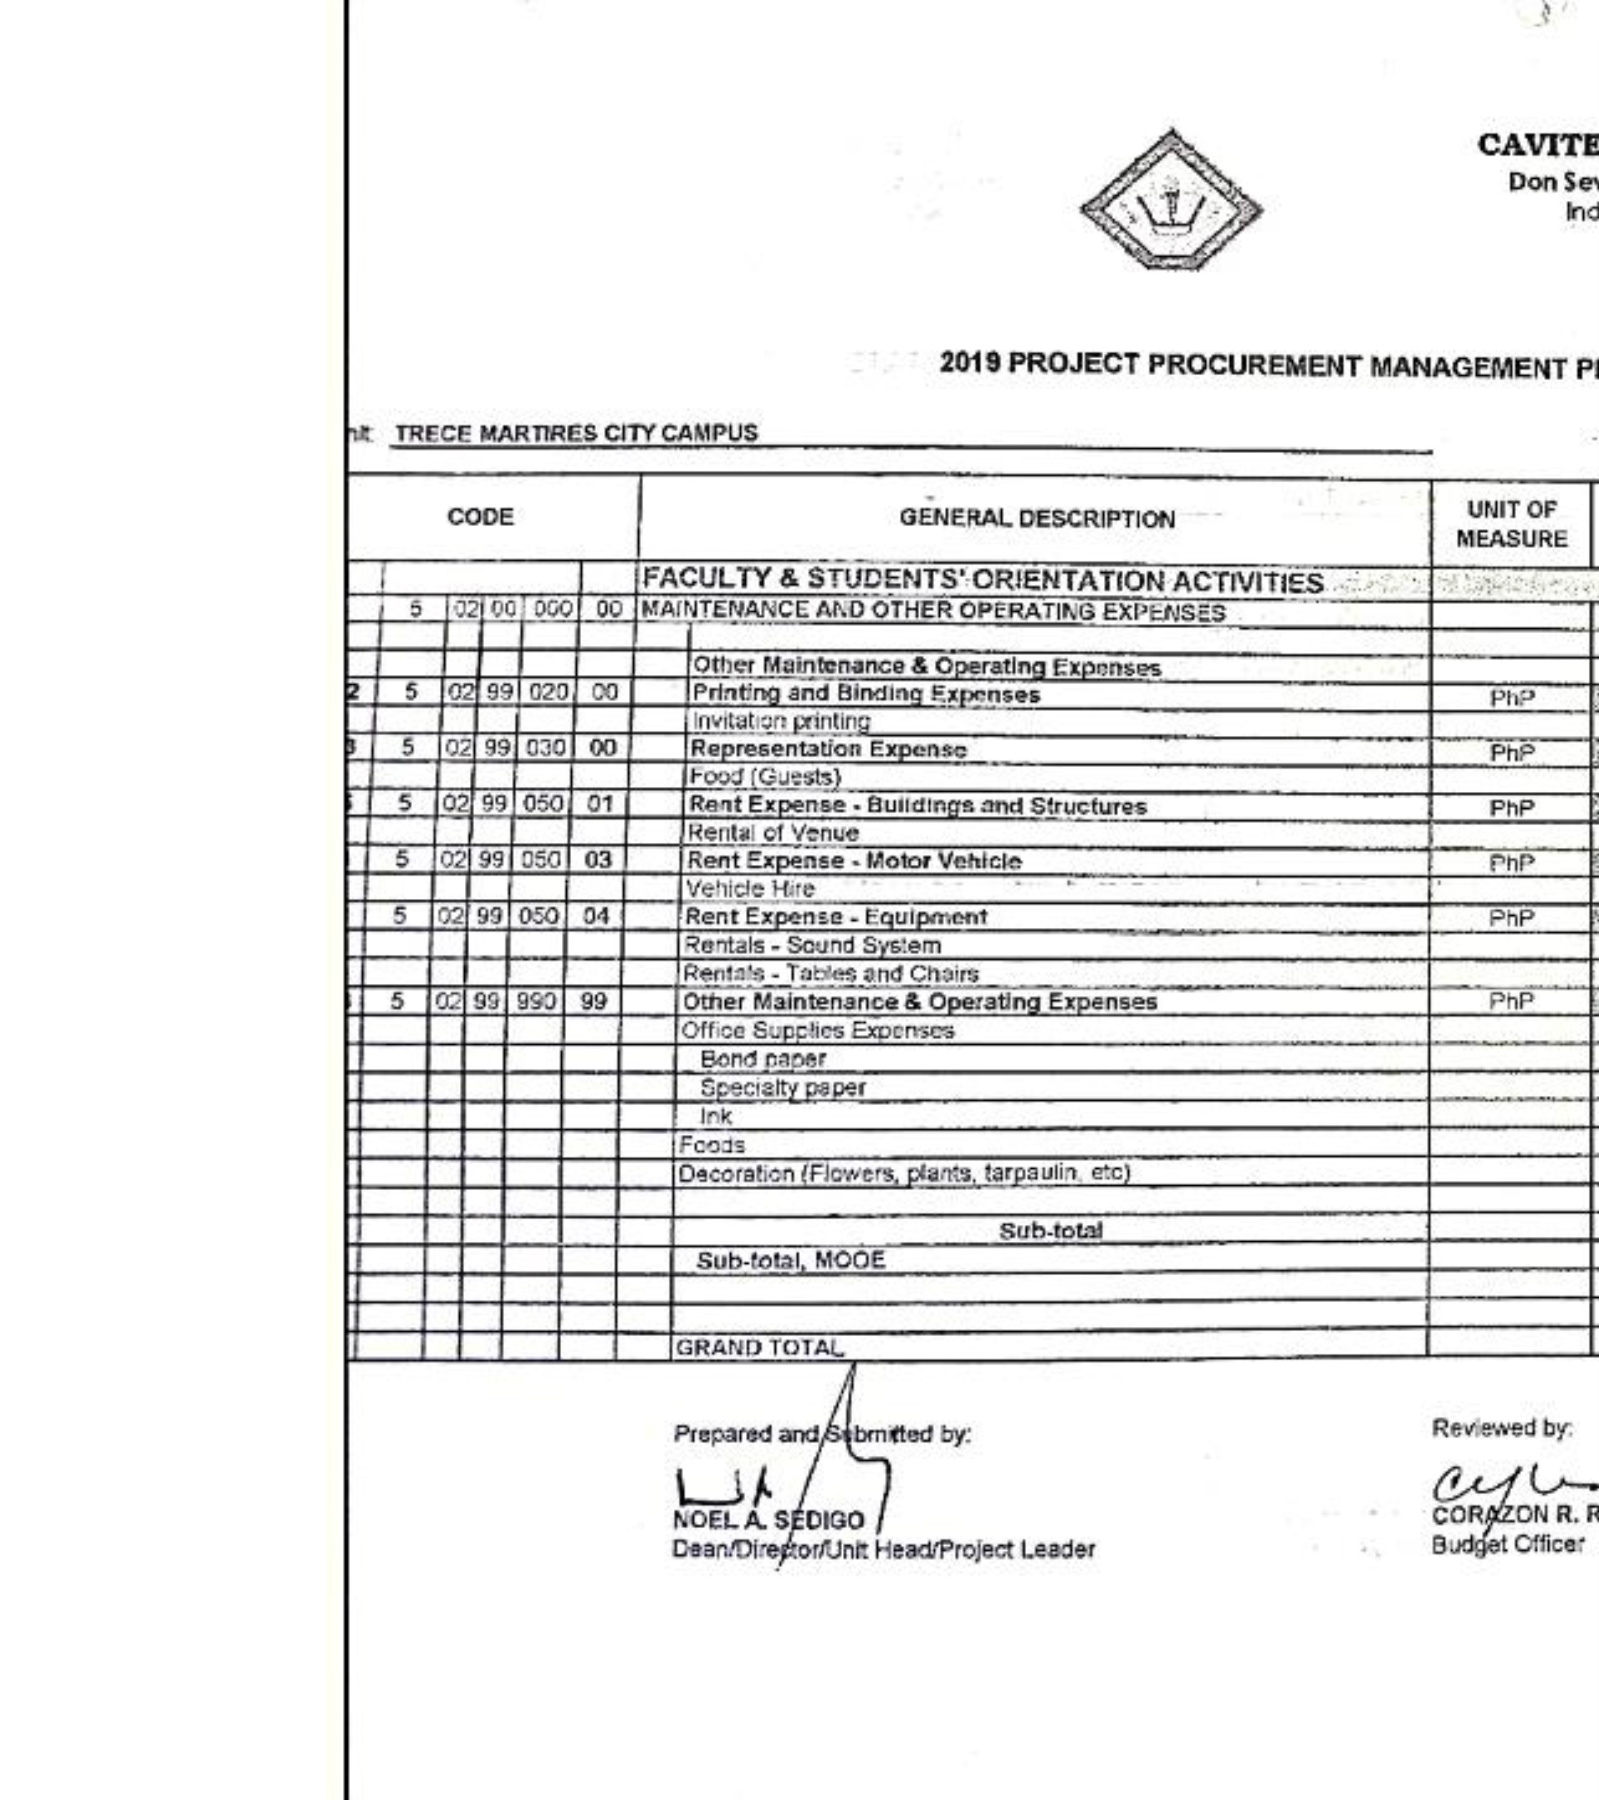 CAVITE
Don Sev
Ind
2019 PROJECT PROCUREMENT MANAGEMENT P
nit: TRECE MARTIRES CITY CAMPUS
CODE GENERAL DESCRIPTION UNIT OF MEASURE
FACULTY & STUDENTS' ORIENTATION ACTIVITIES
5 02 00 000 00 MAINTENANCE AND OTHER OPERATING EXPENSES
Other Maintenance & Operating Expenses
2 5 02 99 020 00 Printing and Binding Expenses PhP
Invitation printing
3 5 02 99 030 00 Representation Expense PhP
Food (Guests)
5 02 99 050 01 Rent Expense - Buildings and Structures PhP
Rental of Venue
5 02 99 050 03 Rent Expense - Motor Vehicle PhP
Vehicle Hire
5 02 99 050 04 Rent Expense - Equipment PhP
Rentals - Sound System
Rentals - Tables and Chairs
5 02 99 990 99 Other Maintenance & Operating Expenses PhP
Office Supplies Expenses
Bond paper
Specialty paper
Ink
Foods
Decoration (Flowers, plants, tarpaulin, etc)
Sub-total
Sub-total, MOOE
GRAND TOTAL
Prepared and Submitted by: Reviewed by:
NOEL A. SEDIGO CORAZON R. R
Dean/Director/Unit Head/Project Leader Budget Officer